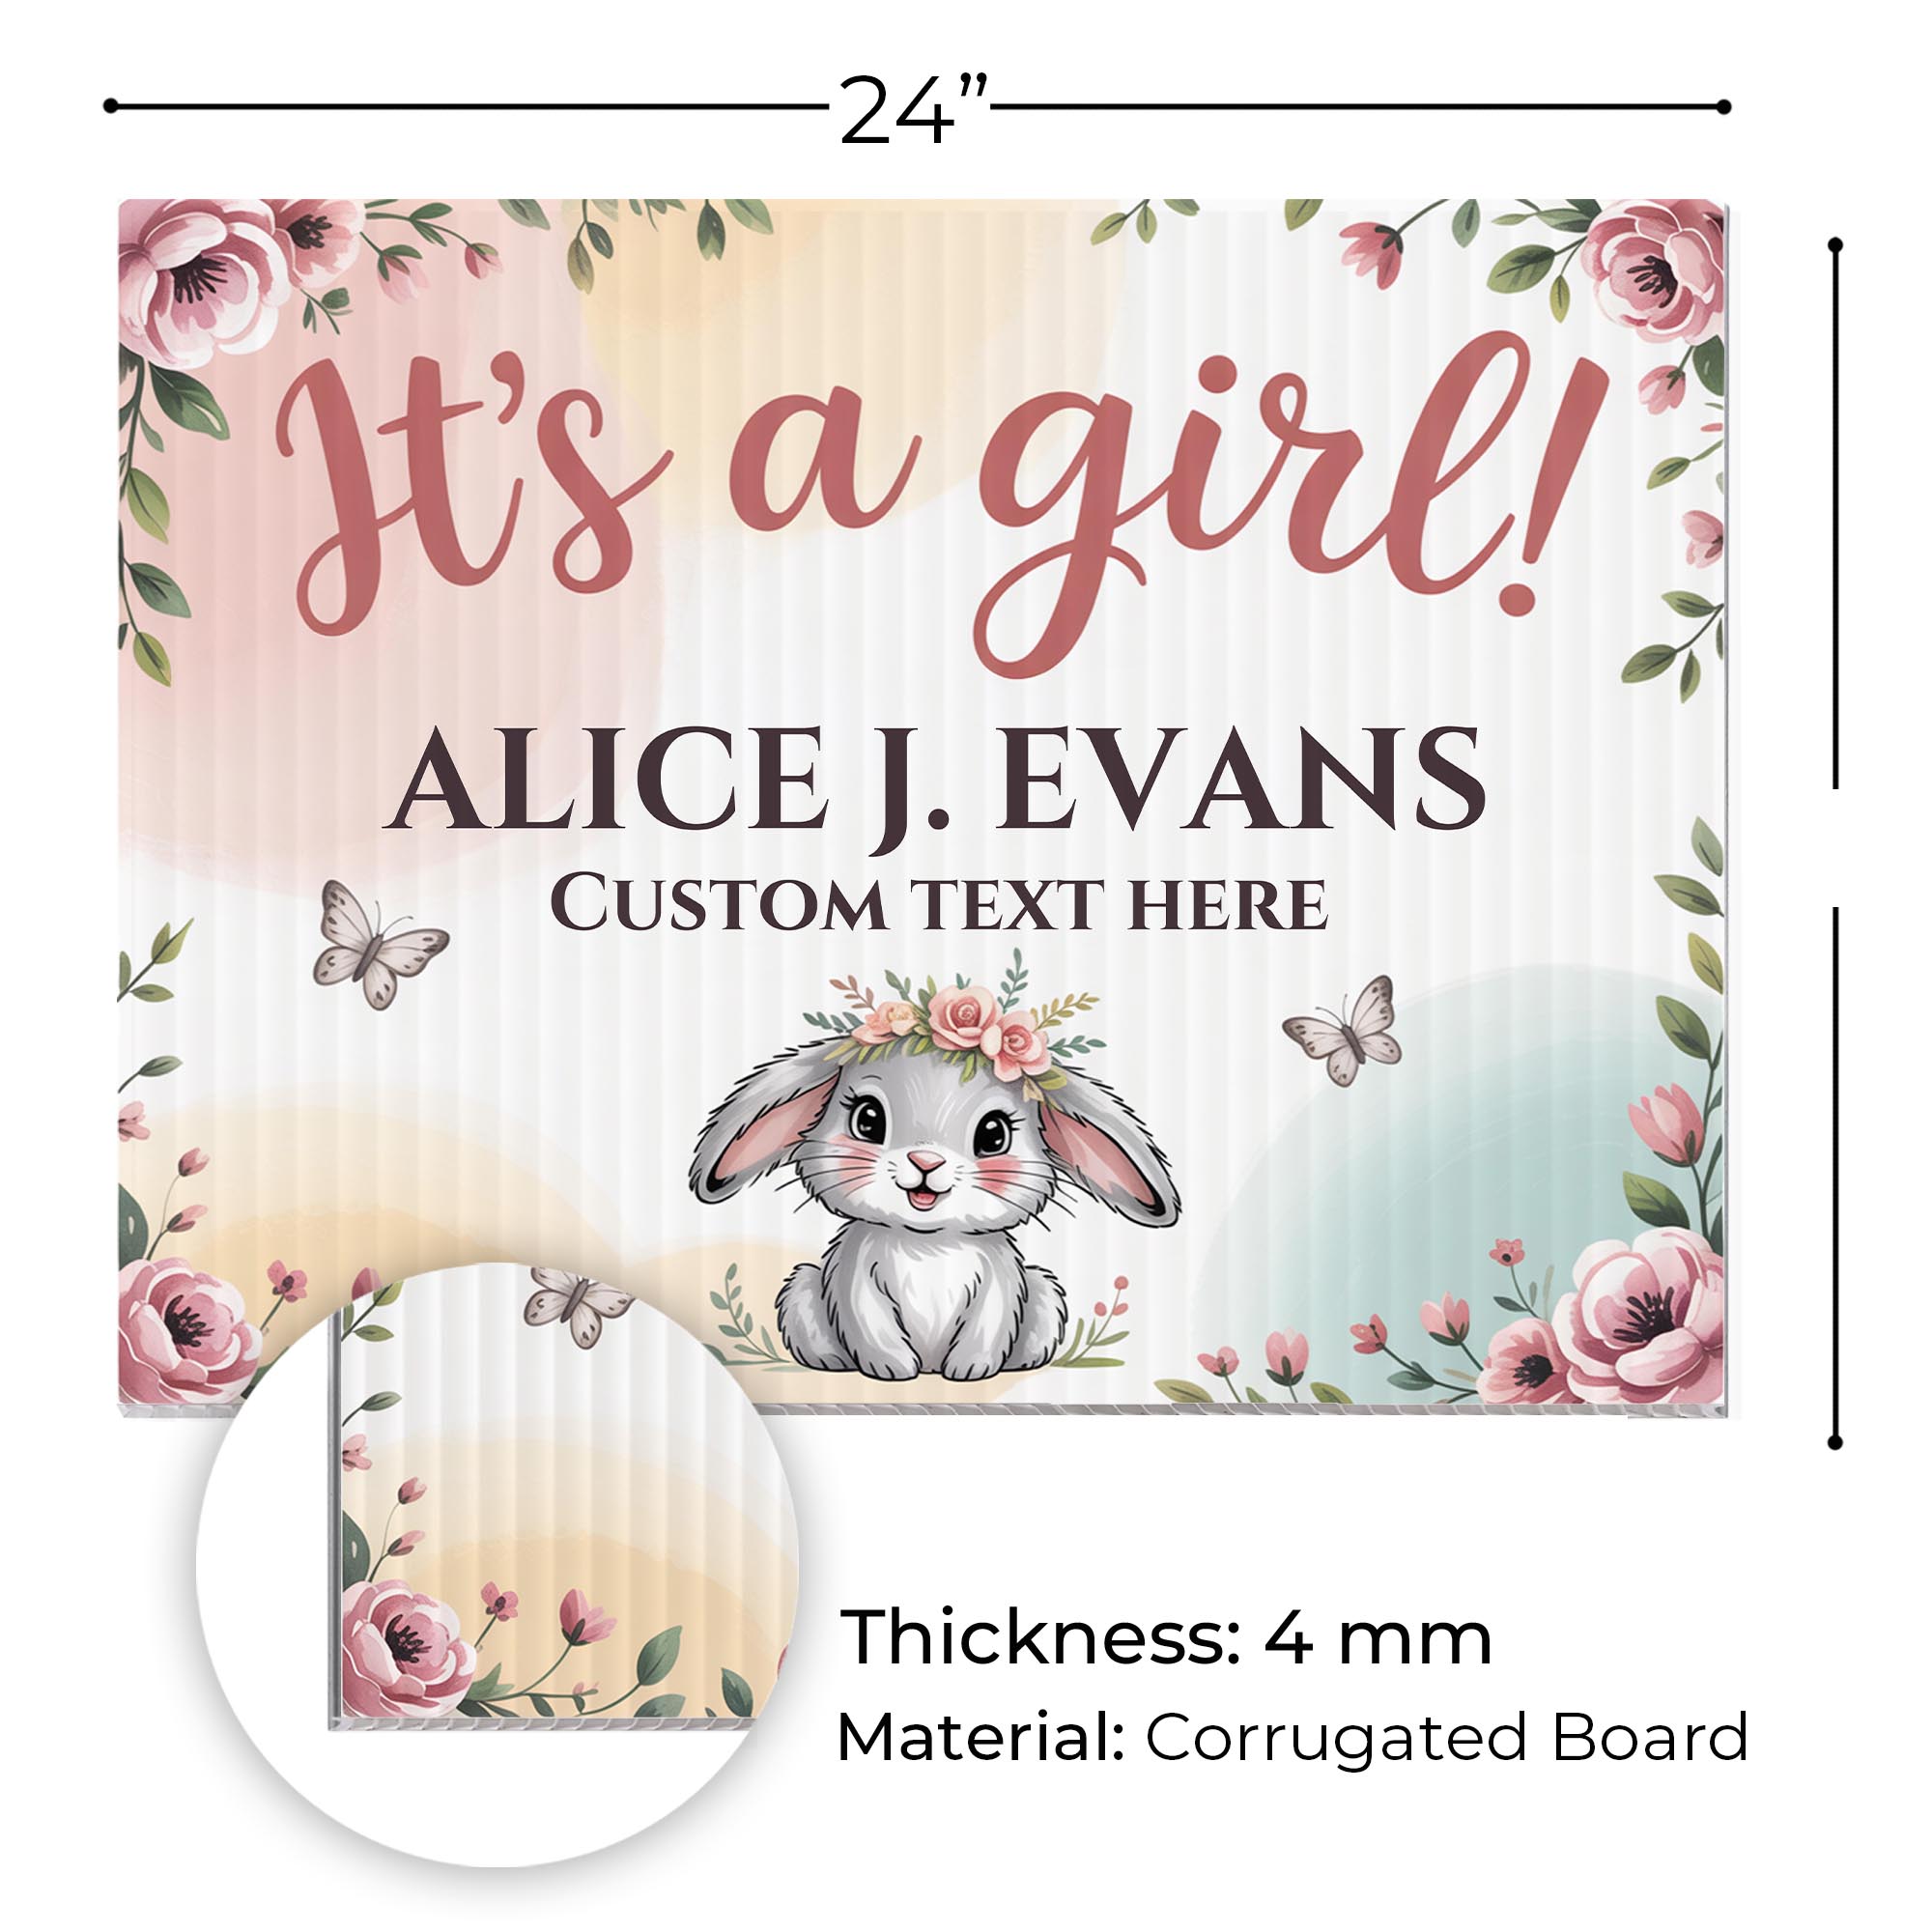 24”
It's a girl!
ALICE J. EVANS
CUSTOM TEXT HERE
Thickness: 4 mm
Material: Corrugated Board